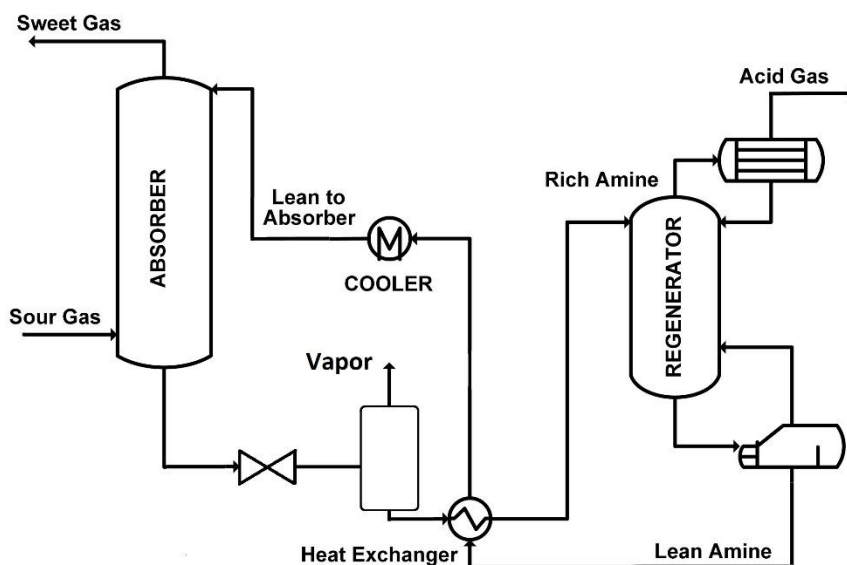 Sweet Gas
Acid Gas
ABSORBER
Rich Amine
Lean to
Absorber
REGENERATOR
COOLER
Sour Gas
Vapor
Heat Exchanger
Lean Amine